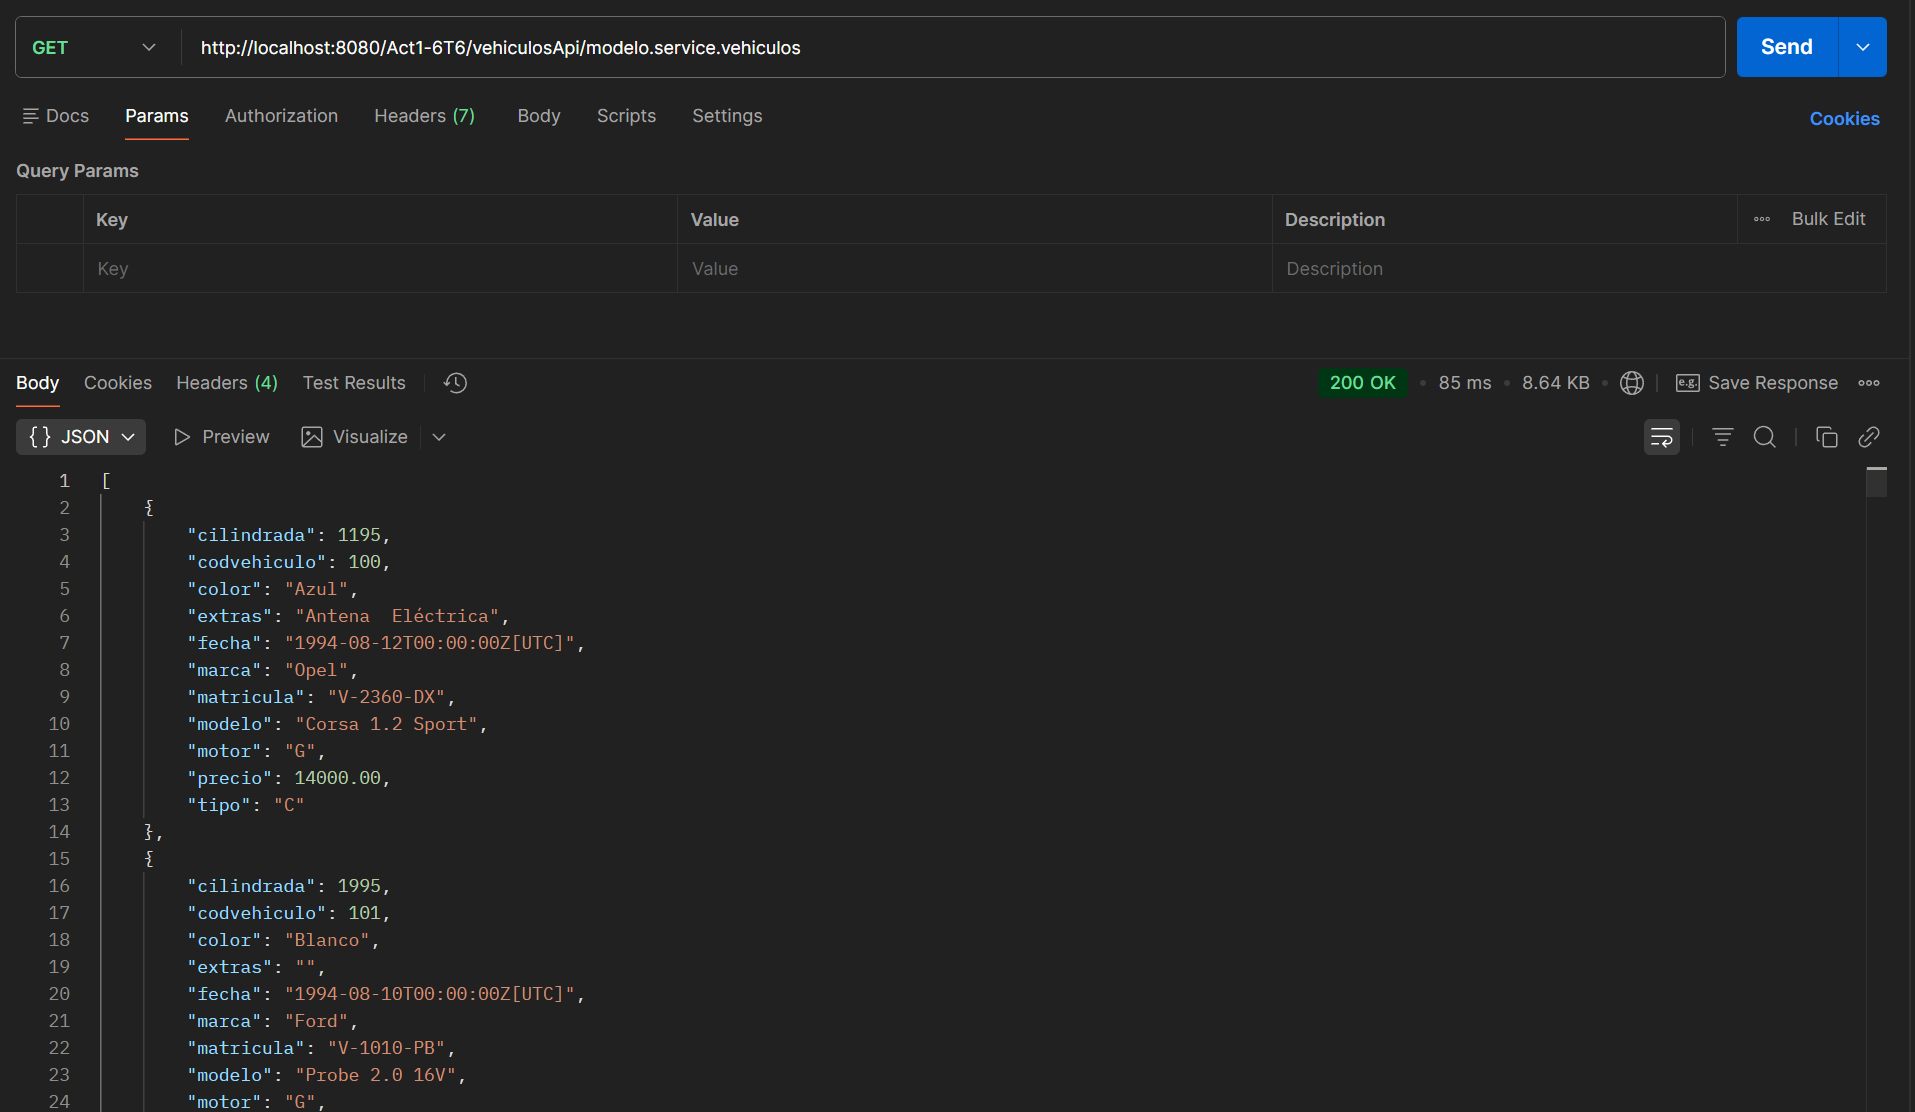 GET http://localhost:8080/Act1-6T6/vehiculosApi/modelo.service.vehiculos Send
Docs Params Authorization Headers (7) Body Scripts Settings Cookies
Query Params
Key Value Description Bulk Edit
Key Value Description
Body Cookies Headers (4) Test Results 200 OK • 85 ms • 8.64 KB • e.g. Save Response
{} JSON Preview Visualize
1 [
2 {
3 "cilindrada": 1195,
4 "codvehiculo": 100,
5 "color": "Azul",
6 "extras": "Antena  Eléctrica",
7 "fecha": "1994-08-12T00:00:00Z[UTC]",
8 "marca": "Opel",
9 "matricula": "V-2360-DX",
10 "modelo": "Corsa 1.2 Sport",
11 "motor": "G",
12 "precio": 14000.00,
13 "tipo": "C"
14 },
15 {
16 "cilindrada": 1995,
17 "codvehiculo": 101,
18 "color": "Blanco",
19 "extras": "",
20 "fecha": "1994-08-10T00:00:00Z[UTC]",
21 "marca": "Ford",
22 "matricula": "V-1010-PB",
23 "modelo": "Probe 2.0 16V",
24 "motor": "G",